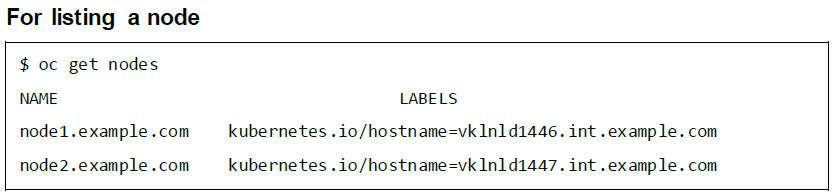 For listing a node
$ oc get nodes
NAME LABELS
node1.example.com kubernetes.io/hostname=vklnld1446.int.example.com
node2.example.com kubernetes.io/hostname=vklnld1447.int.example.com